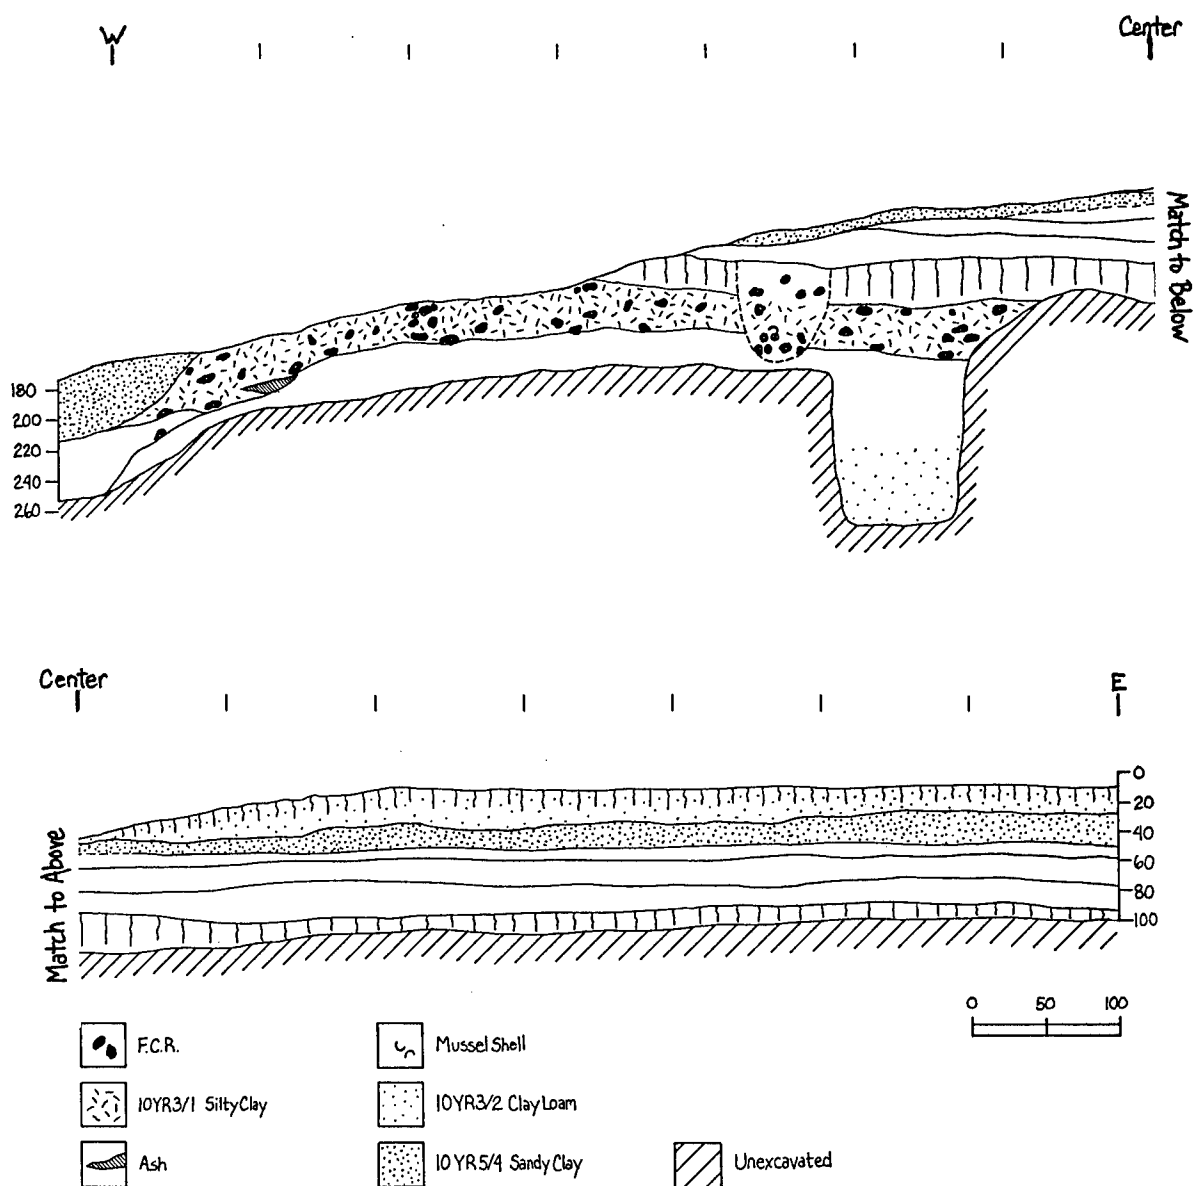 W
Center
Match to Below
180
200
220
240
260
Center
E
Match to Above
0
20
40
60
80
100
0 50 100
F.C.R.
Mussel Shell
10YR3/1 Silty Clay
10YR3/2 Clay Loam
Ash
10YR5/4 Sandy Clay
Unexcavated